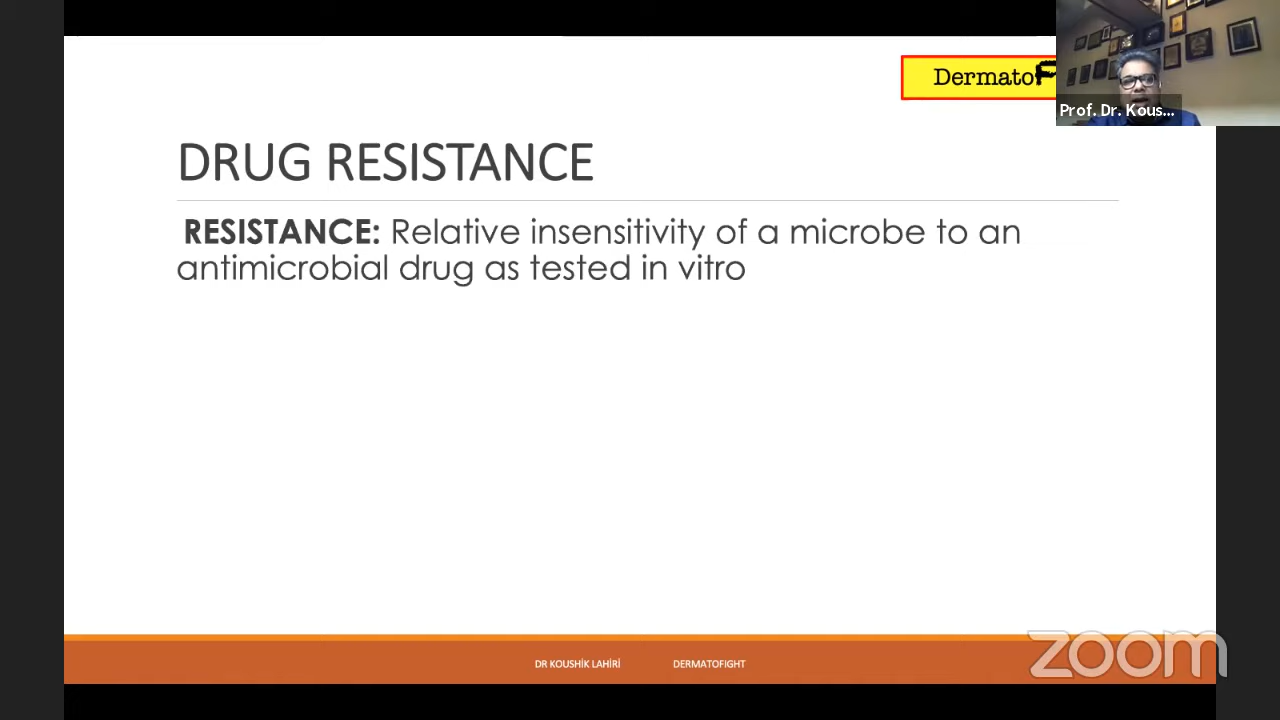 DermatoF
Prof. Dr. Kous...
DRUG RESISTANCE
RESISTANCE: Relative insensitivity of a microbe to an
antimicrobial drug as tested in vitro
DR KOUSHİK LAHİRİ DERMATOFIGHT
zoom